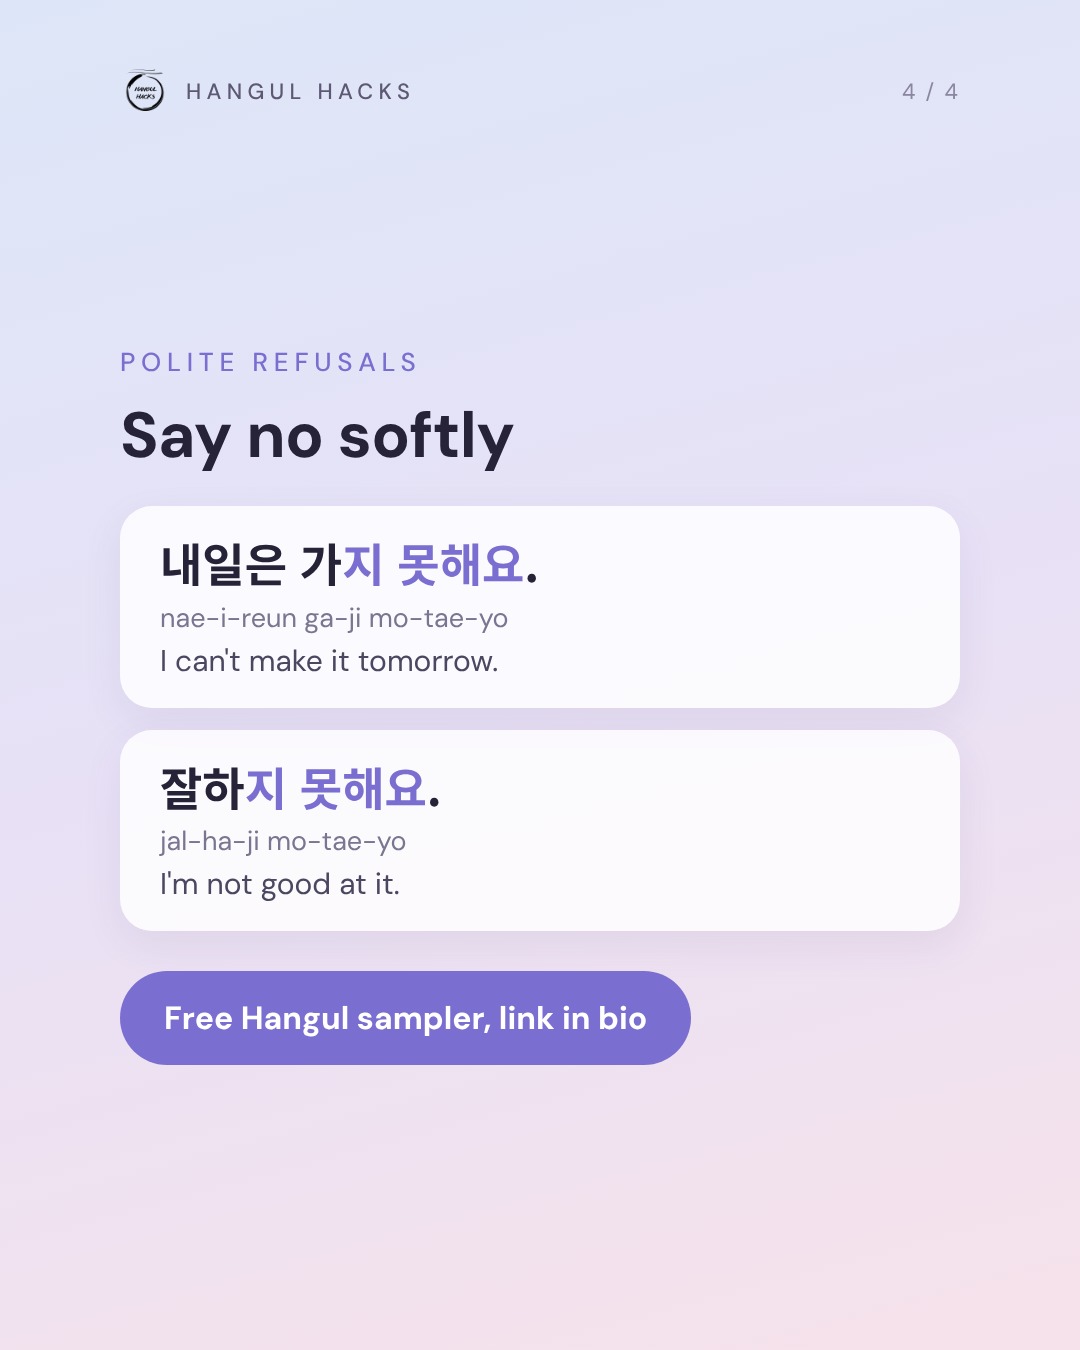 HANGUL HACKS
HANGUL HACKS
4 / 4
POLITE REFUSALS
Say no softly
내일은 가지 못해요.
nae-i-reun ga-ji mo-tae-yo
I can't make it tomorrow.
잘하지 못해요.
jal-ha-ji mo-tae-yo
I'm not good at it.
Free Hangul sampler, link in bio